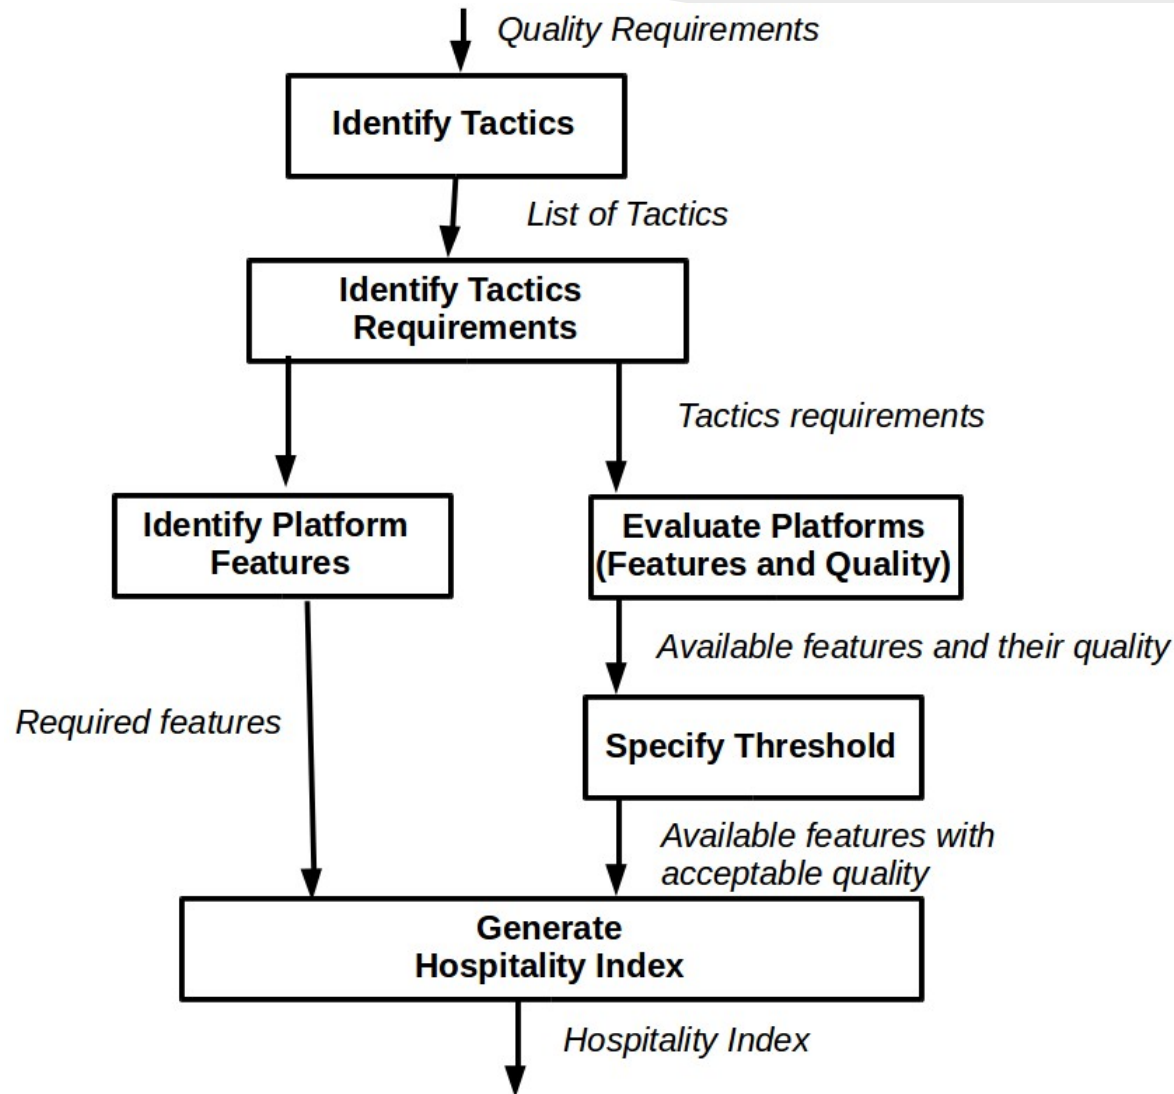 Quality Requirements
Identify Tactics
List of Tactics
Identify Tactics
Requirements
Tactics requirements
Identify Platform
Features
Evaluate Platforms
(Features and Quality)
Available features and their quality
Required features
Specify Threshold
Available features with
acceptable quality
Generate
Hospitality Index
Hospitality Index